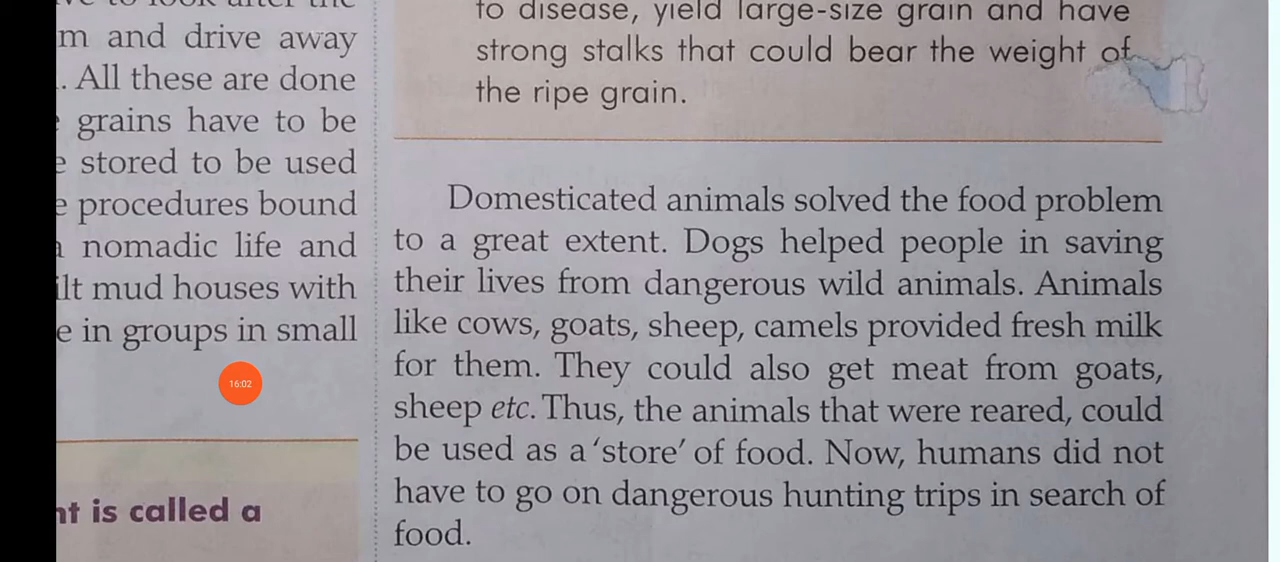 m and drive away
. All these are done
grains have to be
stored to be used
procedures bound
nomadic life and
ilt mud houses with
e in groups in small
16:02
nt is called a
to disease, yield large-size grain and have
strong stalks that could bear the weight of
the ripe grain.
Domesticated animals solved the food problem
to a great extent. Dogs helped people in saving
their lives from dangerous wild animals. Animals
like cows, goats, sheep, camels provided fresh milk
for them. They could also get meat from goats,
sheep etc. Thus, the animals that were reared, could
be used as a ‘store’ of food. Now, humans did not
have to go on dangerous hunting trips in search of
food.